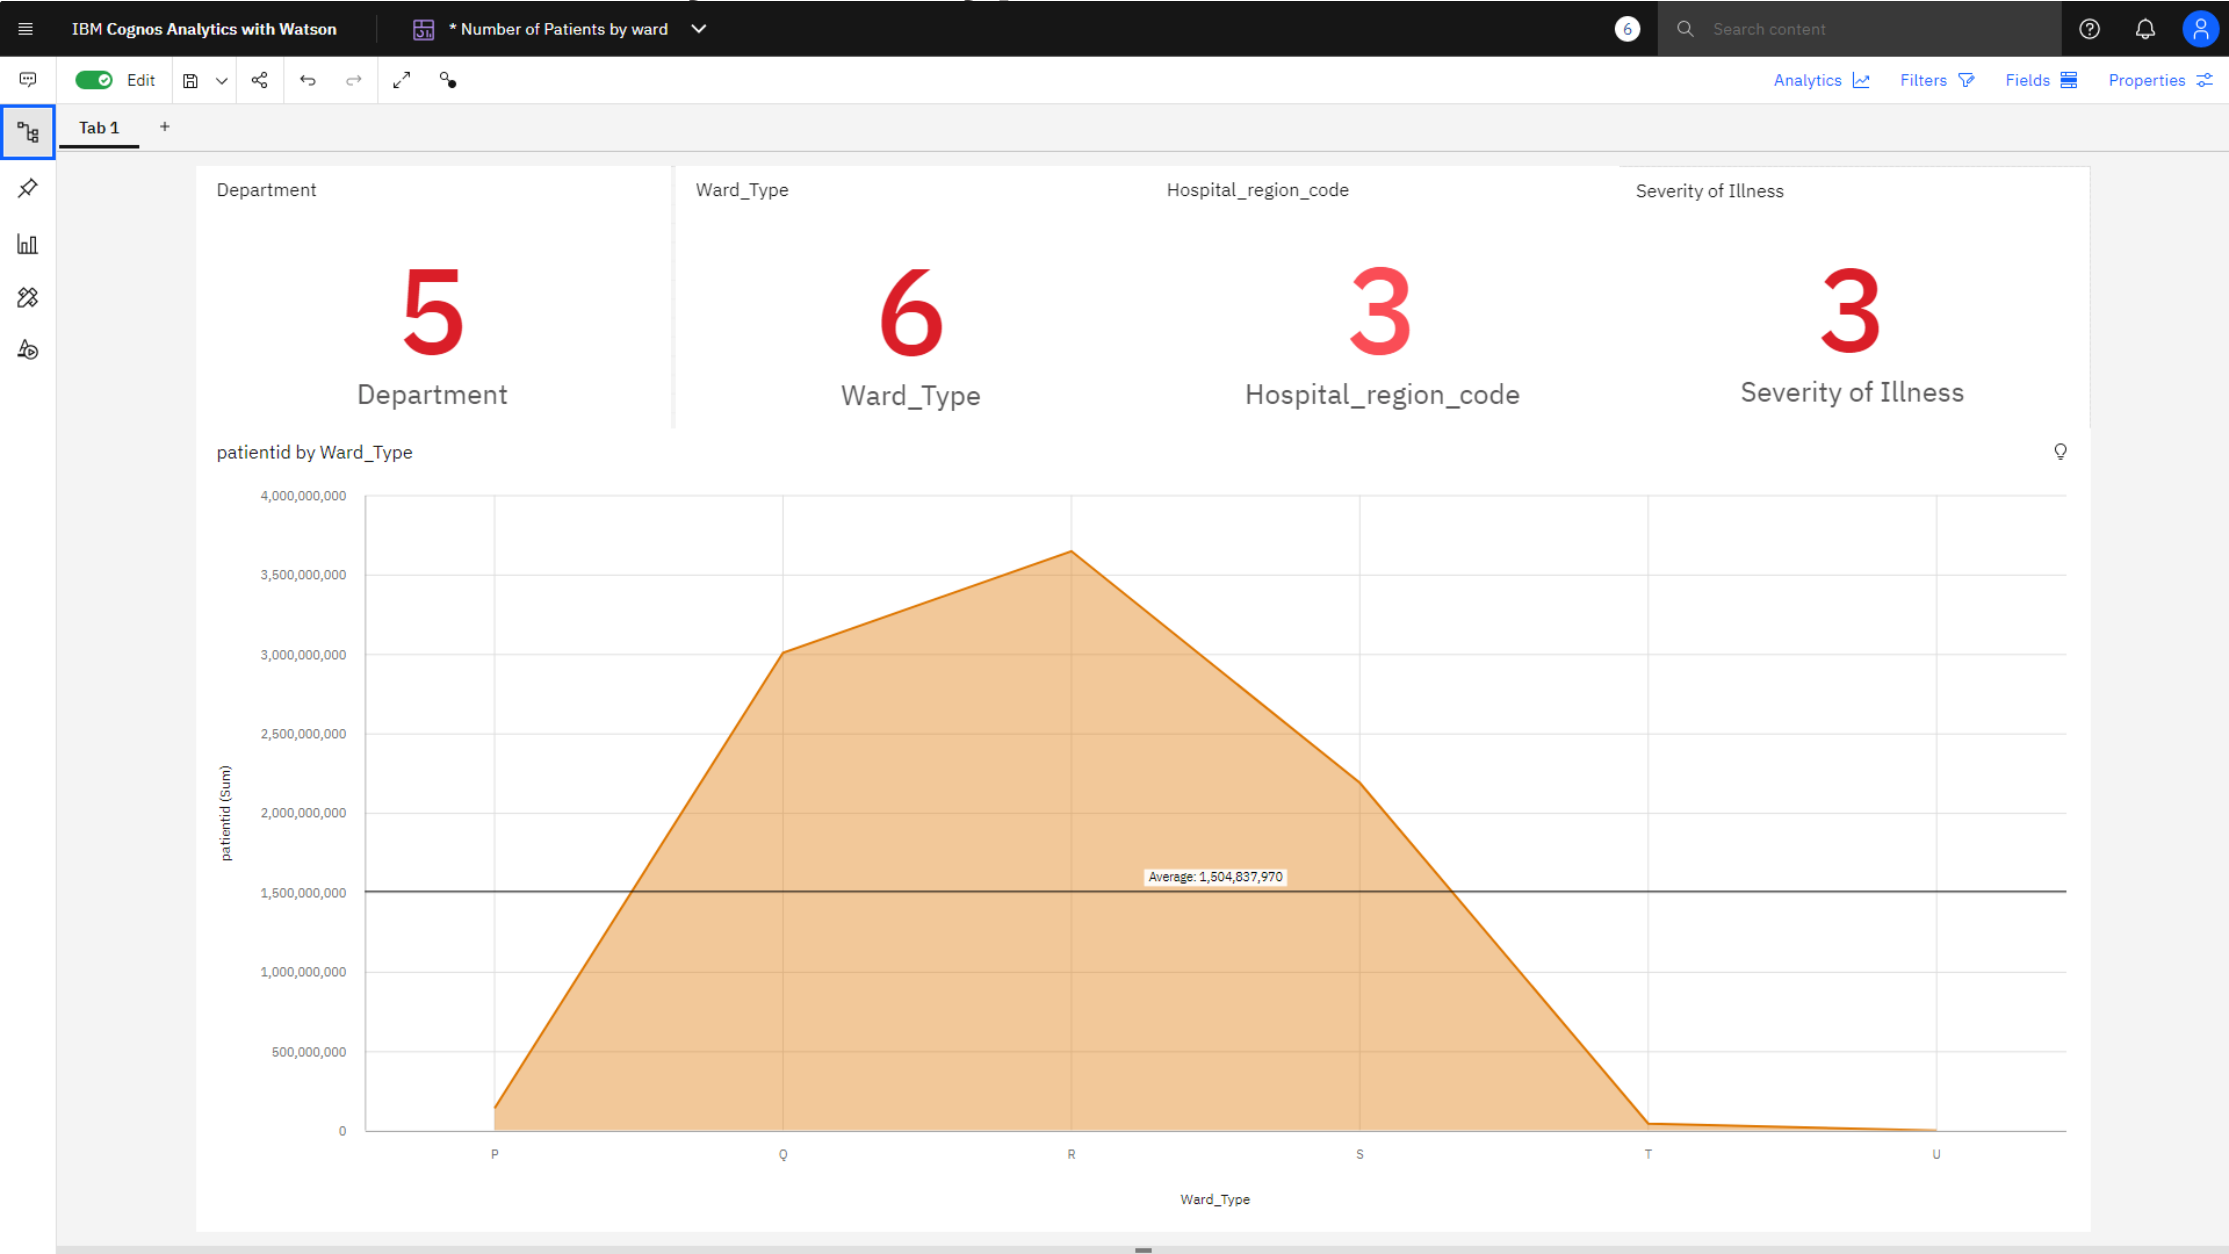 IBM Cognos Analytics with Watson
* Number of Patients by ward
6
Search content
Edit
Analytics
Filters
Fields
Properties
Tab 1
+
Department
Ward_Type
Hospital_region_code
Severity of Illness
5
6
3
3
Department
Ward_Type
Hospital_region_code
Severity of Illness
patientid by Ward_Type
4,000,000,000
3,500,000,000
3,000,000,000
2,500,000,000
2,000,000,000
1,500,000,000
1,000,000,000
500,000,000
0
patientid (Sum)
Average: 1,504,837,970
P
Q
R
S
T
U
Ward_Type